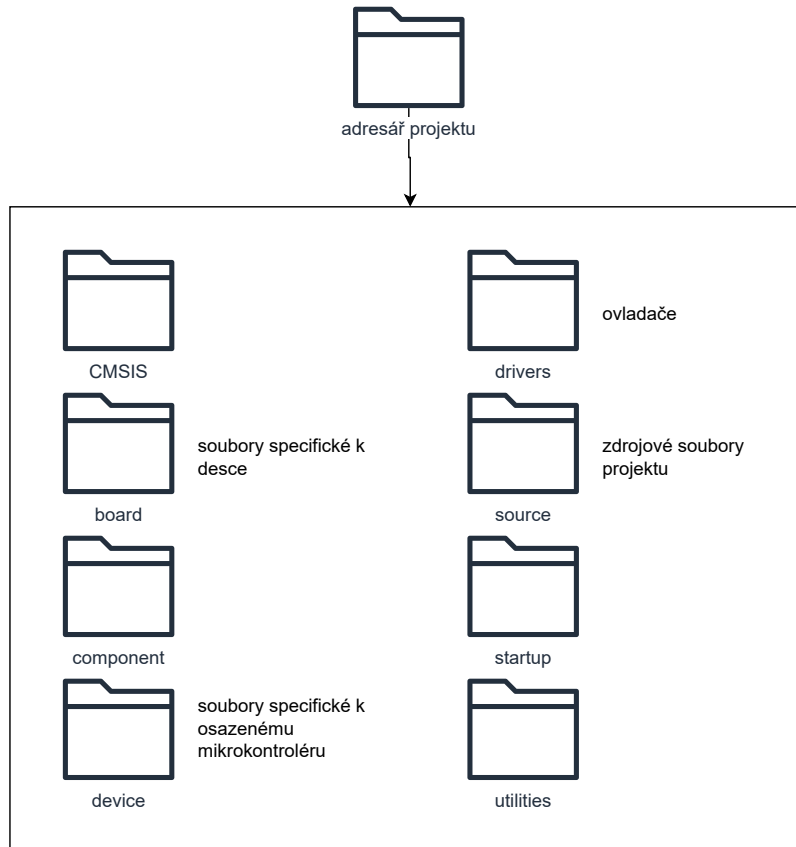 adresář projektu
CMSIS
drivers
ovladače
board
soubory specifické k
desce
source
zdrojové soubory
projektu
component
startup
device
soubory specifické k
osazenému
mikrokontroléru
utilities